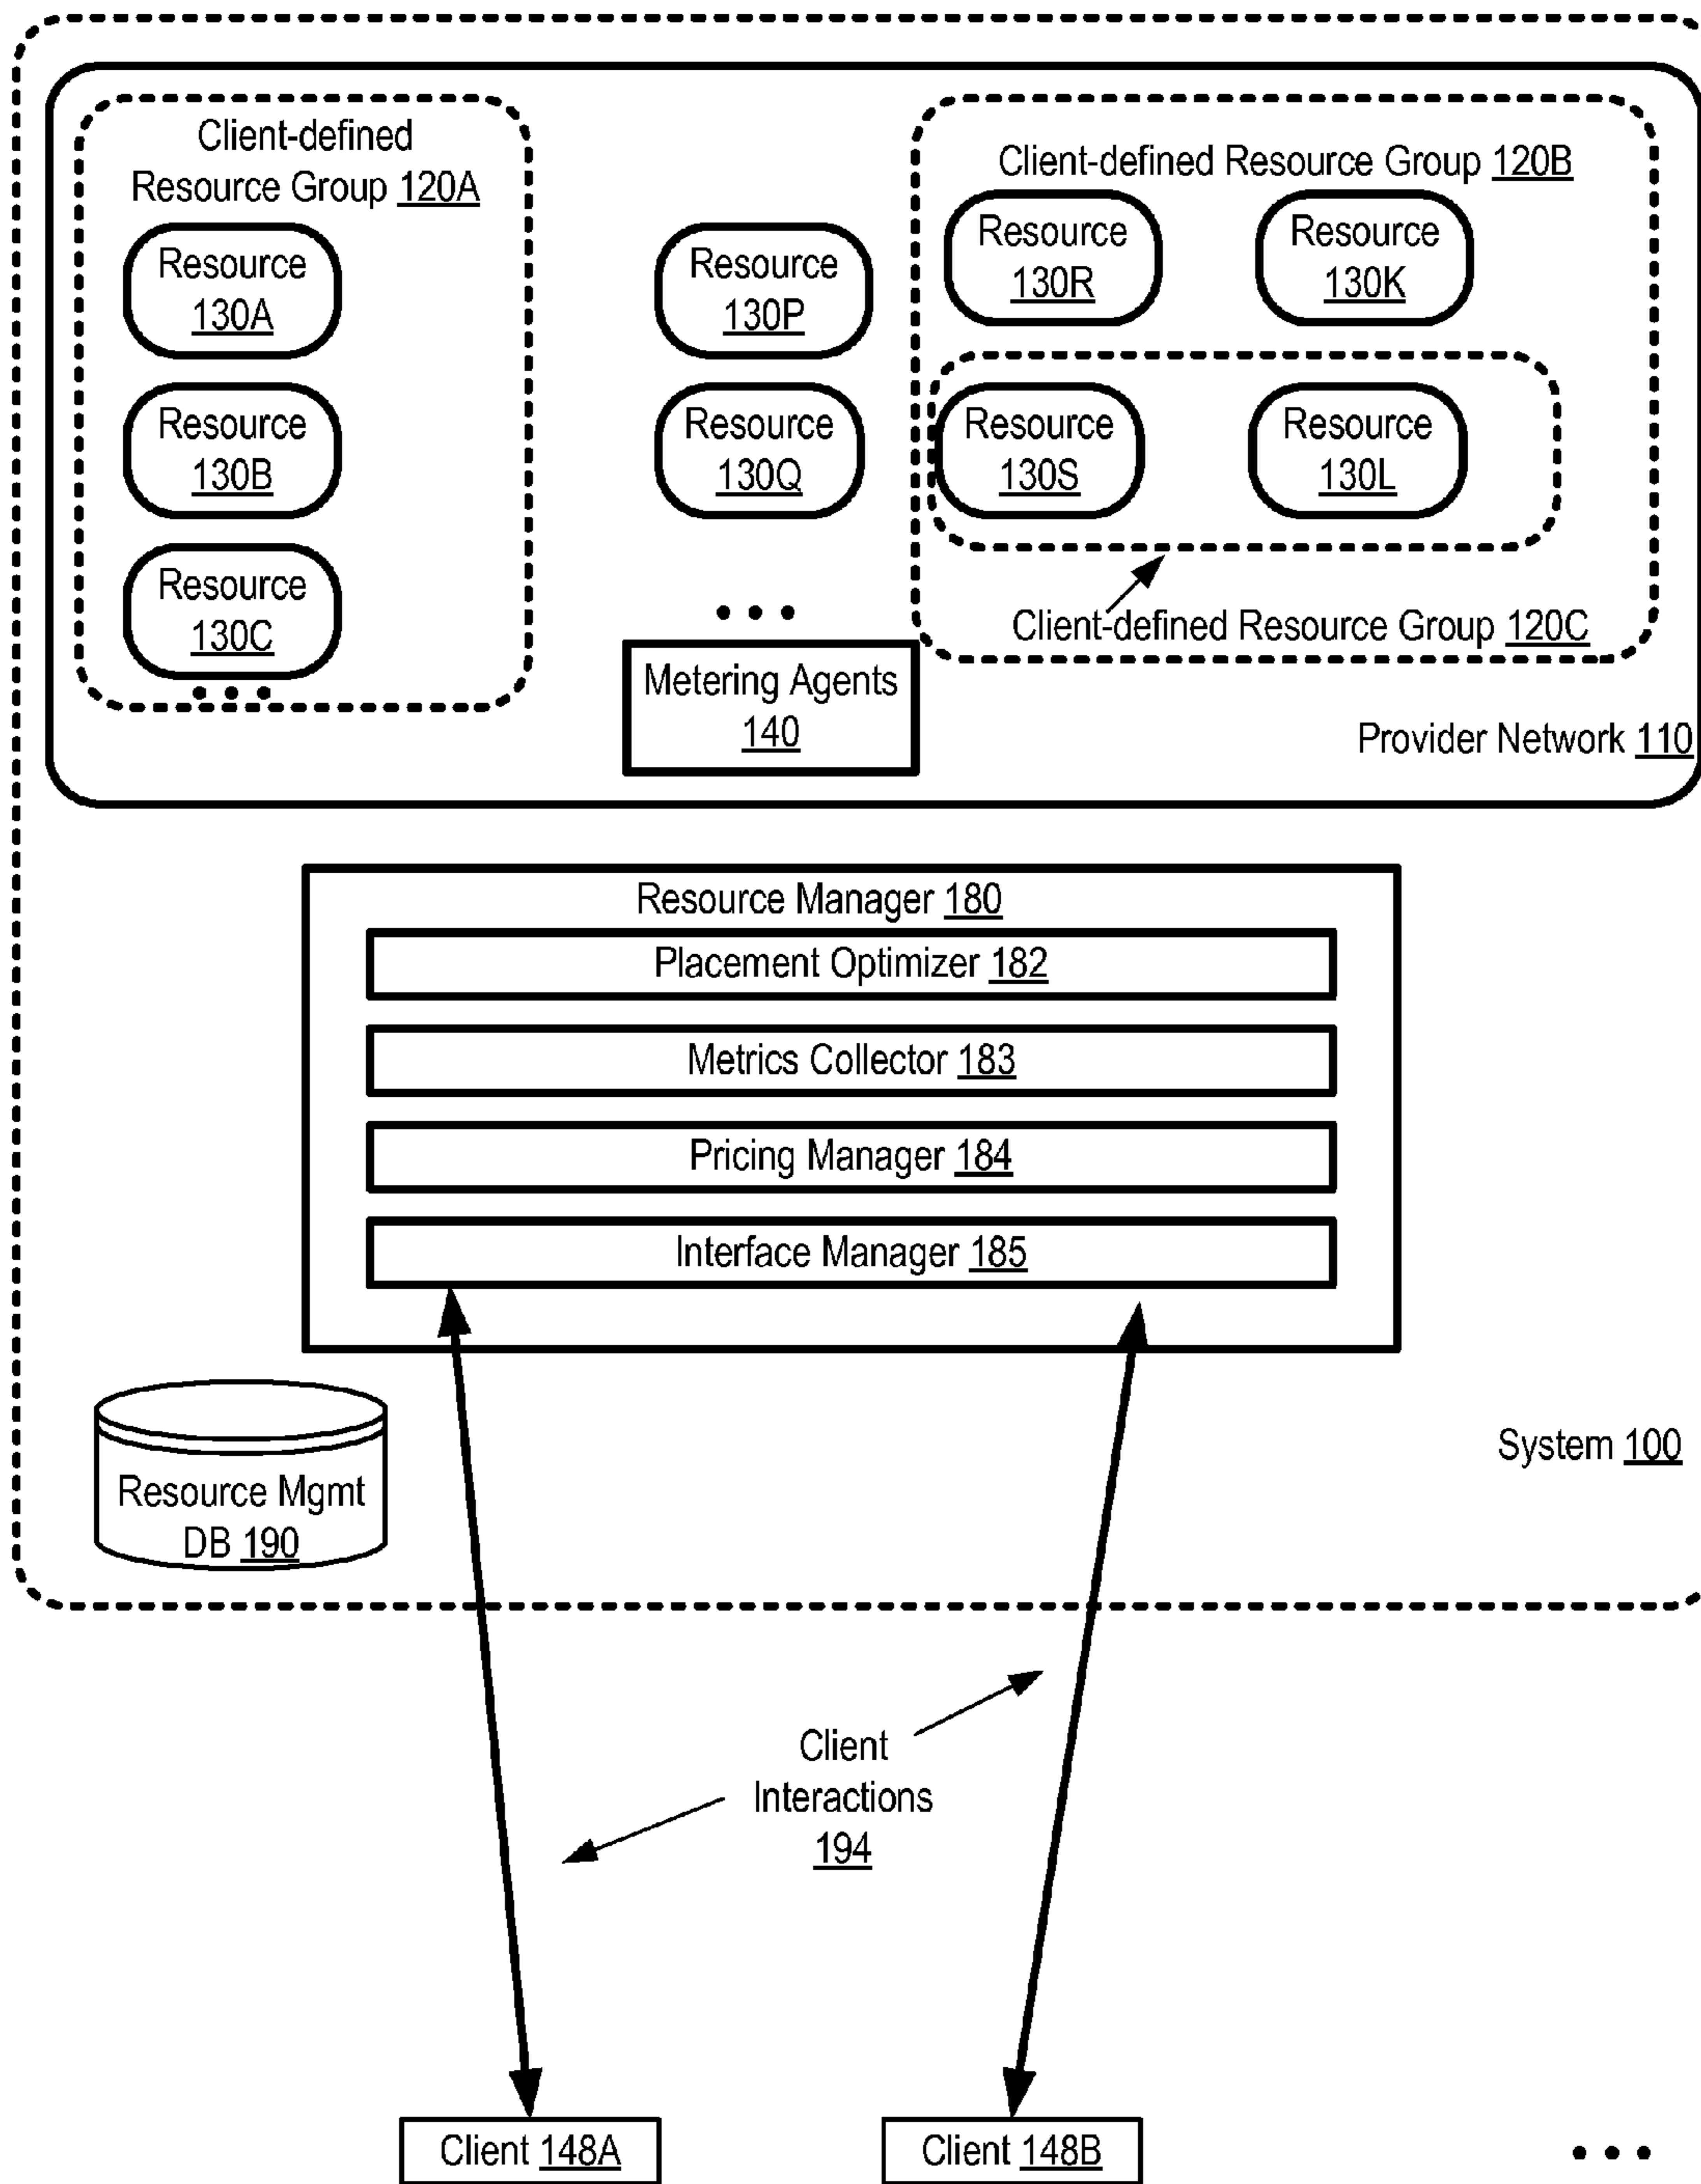 Client-defined
Resource Group 120A
Resource
130A
Resource
130B
Resource
130C
Resource
130P
Resource
130Q
Client-defined Resource Group 120B
Resource
130R
Resource
130K
Resource
130S
Resource
130L
Client-defined Resource Group 120C
Metering Agents
140
Provider Network 110
Resource Manager 180
Placement Optimizer 182
Metrics Collector 183
Pricing Manager 184
Interface Manager 185
Resource Mgmt
DB 190
System 100
Client
Interactions
194
Client 148A
Client 148B